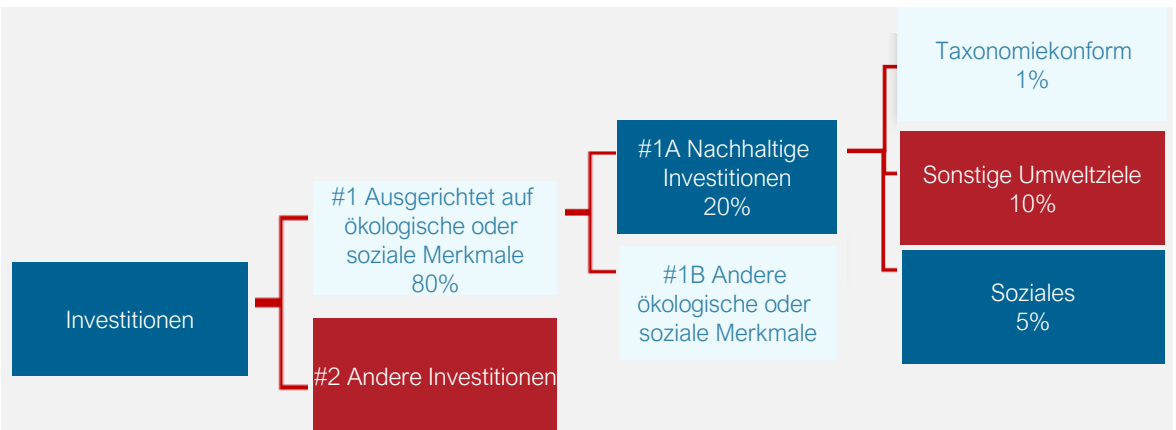 Investitionen
#1 Ausgerichtet auf
ökologische oder
soziale Merkmale
80%
#2 Andere Investitionen
#1A Nachhaltige
Investitionen
20%
#1B Andere
ökologische oder
soziale Merkmale
Taxonomiekonform
1%
Sonstige Umweltziele
10%
Soziales
5%